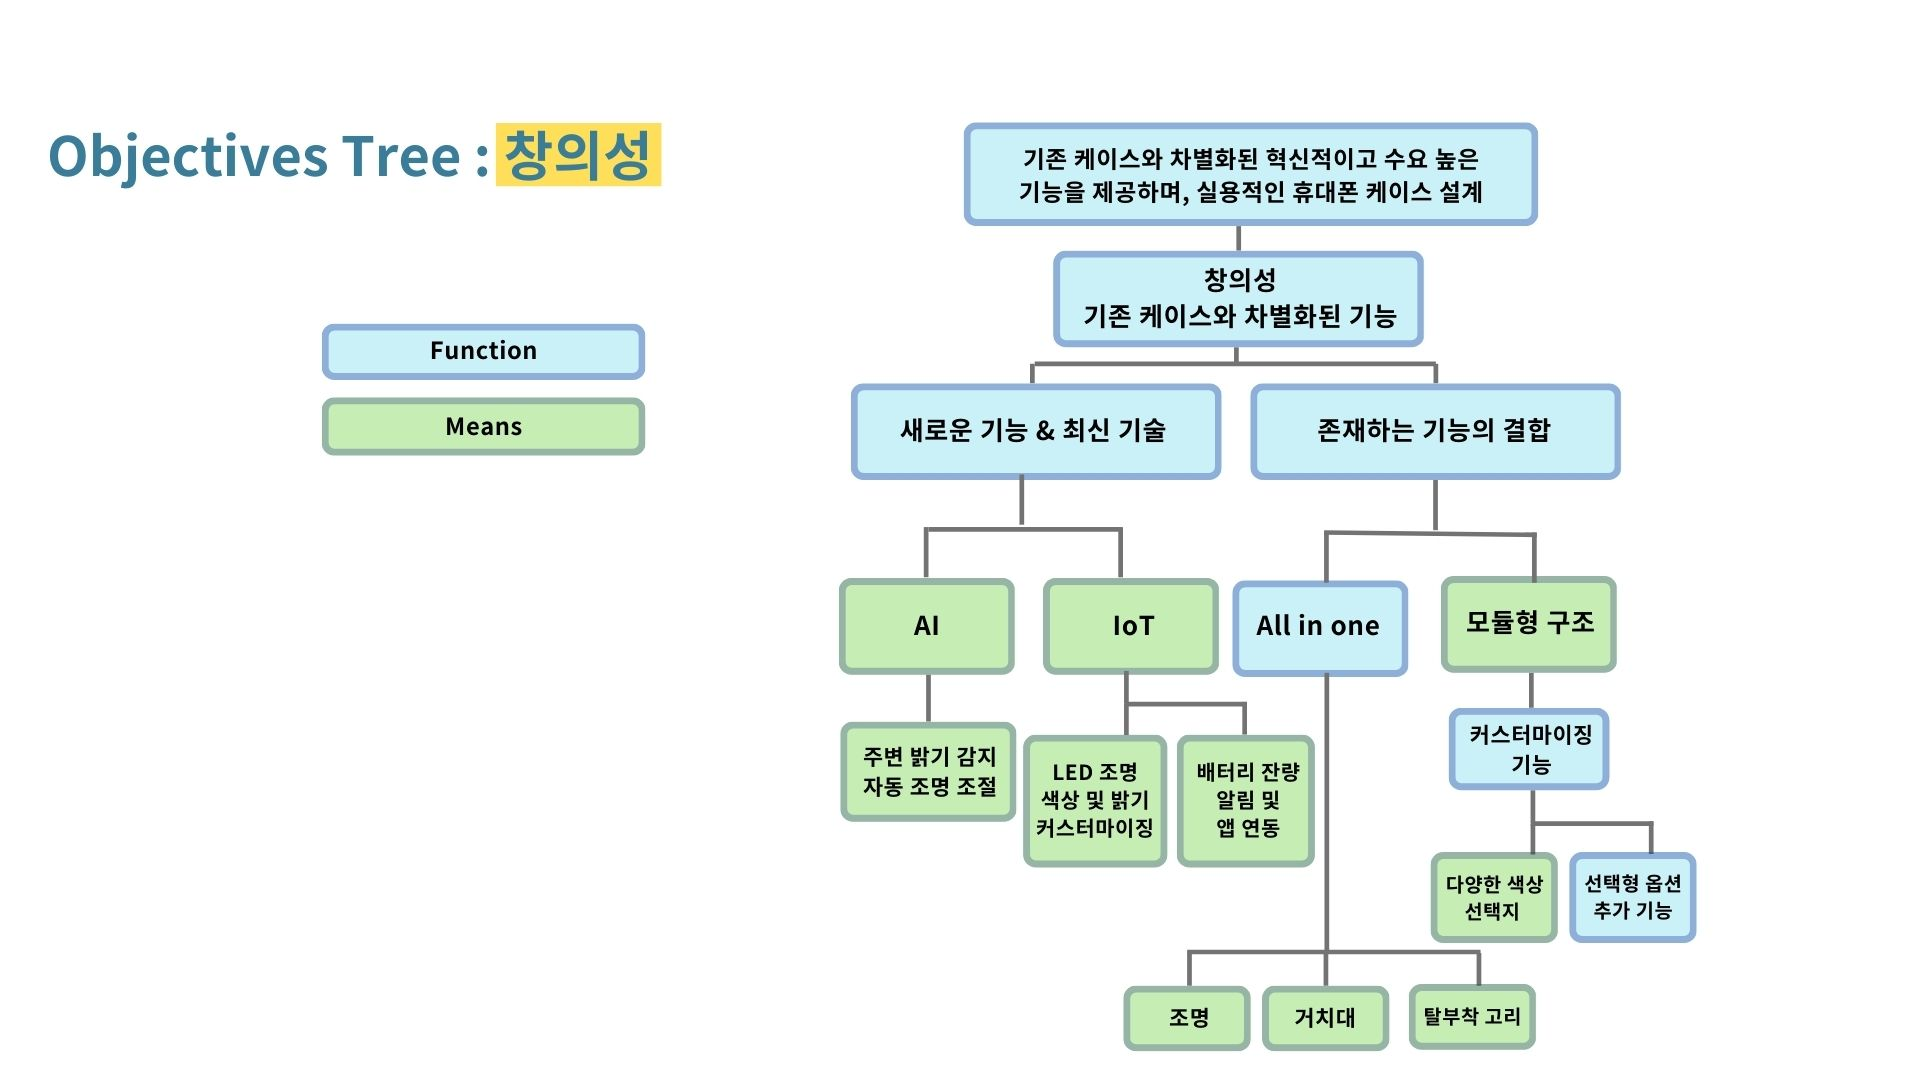 Objectives Tree : 창의성
Function
Means
기존 케이스와 차별화된 혁신적이고 수요 높은
기능을 제공하며, 실용적인 휴대폰 케이스 설계
창의성
기존 케이스와 차별화된 기능
새로운 기능 & 최신 기술
존재하는 기능의 결합
AI
IoT
All in one
모듈형 구조
주변 밝기 감지
자동 조명 조절
LED 조명
색상 및 밝기
커스터마이징
배터리 잔량
알림 및
앱 연동
커스터마이징
기능
다양한 색상
선택지
선택형 옵션
추가 기능
조명
거치대
탈부착 고리